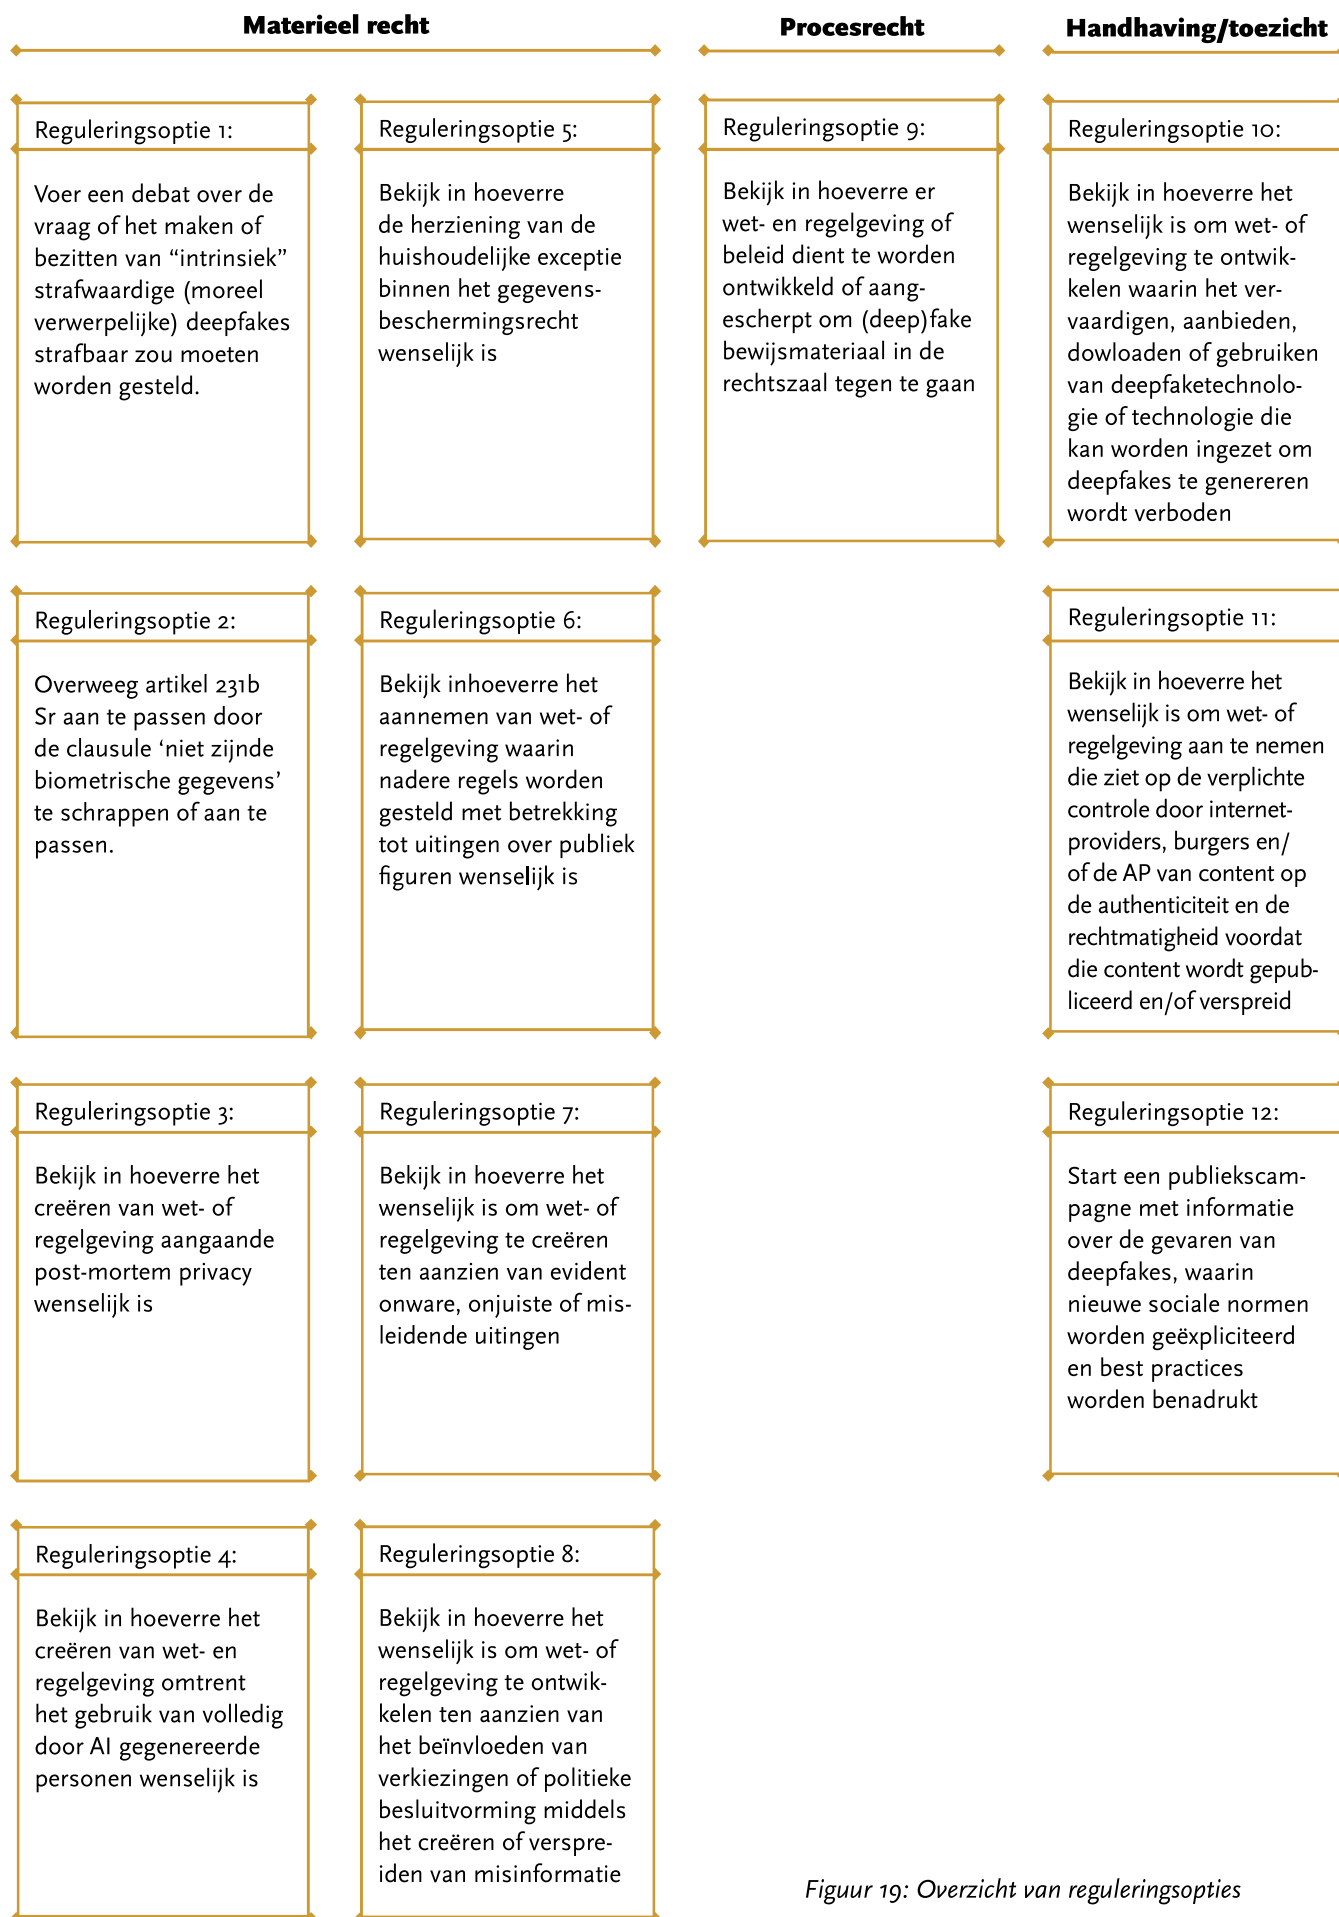 Materieel recht
Procesrecht
Handhaving/toezicht
Reguleringsoptie 1:
Voer een debat over de
vraag of het maken of
bezitten van “intrinsiek”
strafwaardige (moreel
verwerpelijke) deepfakes
strafbaar zou moeten
worden gesteld.
Reguleringsoptie 5:
Bekijk in hoeverre
de herziening van de
huishoudelijke exceptie
binnen het gegevens-
beschermingsrecht
wenselijk is
Reguleringsoptie 9:
Bekijk in hoeverre er
wet- en regelgeving of
beleid dient te worden
ontwikkeld of aang-
escherpt om (deep)fake
bewijsmateriaal in de
rechtszaal tegen te gaan
Reguleringsoptie 10:
Bekijk in hoeverre het
wenselijk is om wet- of
regelgeving te ontwik-
kelen waarin het ver-
vaardigen, aanbieden,
dowloaden of gebruiken
van deepfaketechnolo-
gie of technologie die
kan worden ingezet om
deepfakes te genereren
wordt verboden
Reguleringsoptie 2:
Overweeg artikel 231b
Sr aan te passen door
de clausule ‘niet zijnde
biometrische gegevens’
te schrappen of aan te
passen.
Reguleringsoptie 6:
Bekijk inhoeverre het
aannemen van wet- of
regelgeving waarin
nadere regels worden
gesteld met betrekking
tot uitingen over publiek
figuren wenselijk is
Reguleringsoptie 11:
Bekijk in hoeverre het
wenselijk is om wet- of
regelgeving aan te nemen
die ziet op de verplichte
controle door internet-
providers, burgers en/
of de AP van content op
de authenticiteit en de
rechtmatigheid voordat
die content wordt gepub-
liceerd en/of verspreid
Reguleringsoptie 3:
Bekijk in hoeverre het
creëren van wet- of
regelgeving aangaande
post-mortem privacy
wenselijk is
Reguleringsoptie 7:
Bekijk in hoeverre het
wenselijk is om wet- of
regelgeving te creëren
ten aanzien van evident
onware, onjuiste of mis-
leidende uitingen
Reguleringsoptie 12:
Start een publiekscam-
pagne met informatie
over de gevaren van
deepfakes, waarin
nieuwe sociale normen
worden geëxpliciteerd
en best practices
worden benadrukt
Reguleringsoptie 4:
Bekijk in hoeverre het
creëren van wet- en
regelgeving omtrent
het gebruik van volledig
door AI gegenereerde
personen wenselijk is
Reguleringsoptie 8:
Bekijk in hoeverre het
wenselijk is om wet- of
regelgeving te ontwik-
kelen ten aanzien van
het beïnvloeden van
verkiezingen of politieke
besluitvorming middels
het creëren of verspre-
iden van misinformatie
Figuur 19: Overzicht van reguleringsopties